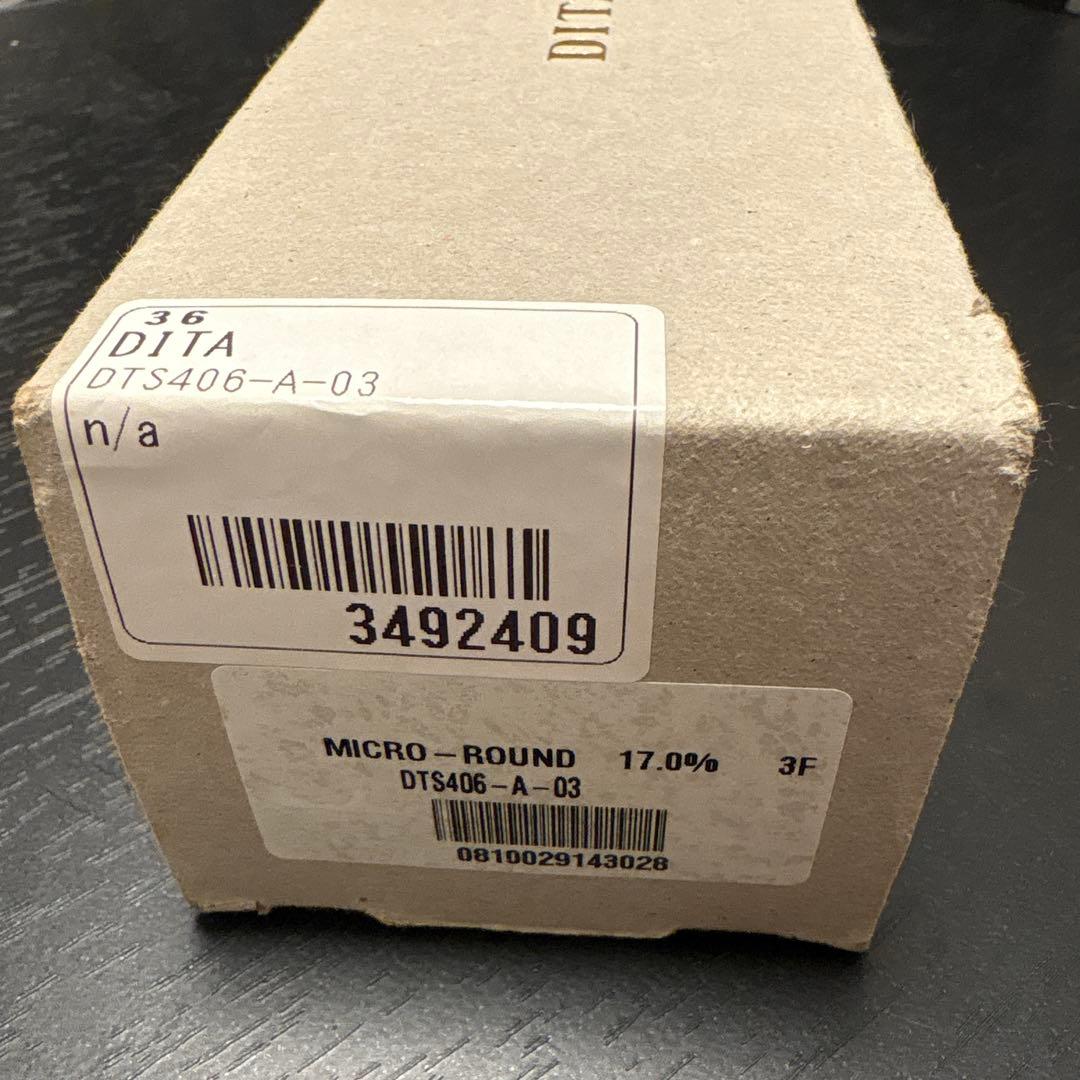 DITA
36
DITA
DTS406-A-03
n/a
3492409
MICRO-ROUND 17.0% 3F
DTS406-A-03
0810029143028